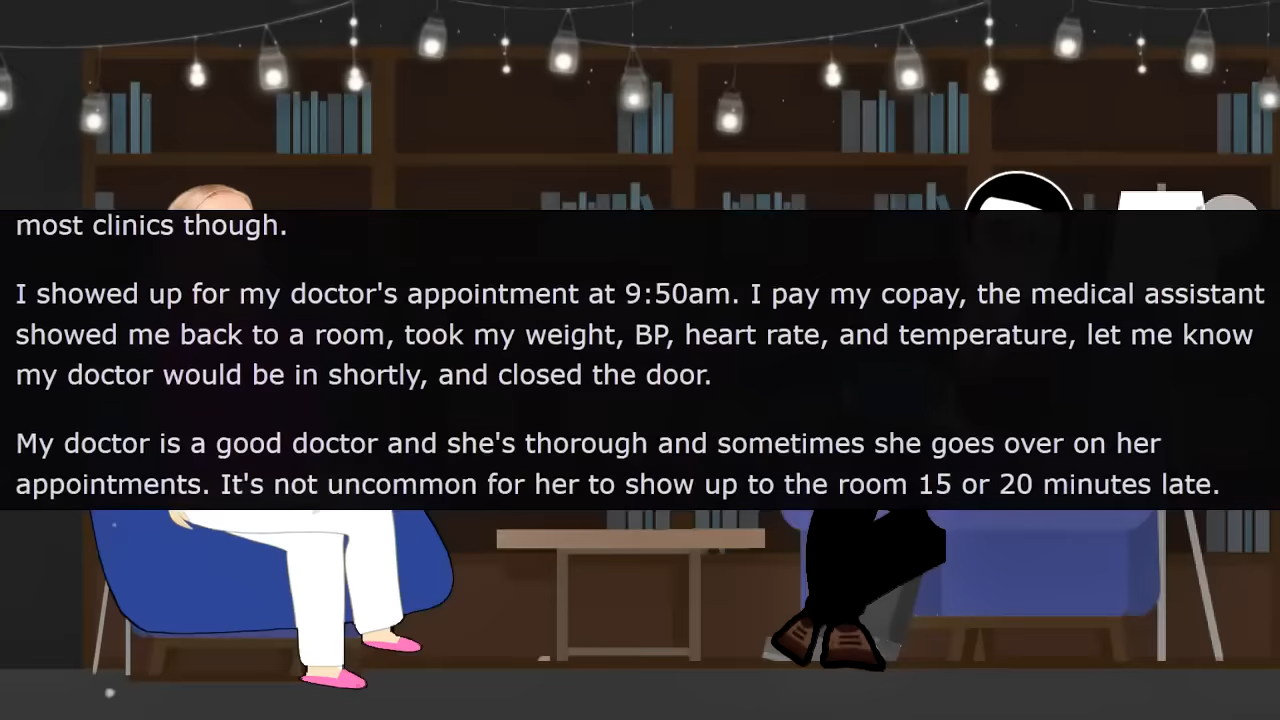 most clinics though.
I showed up for my doctor's appointment at 9:50am. I pay my copay, the medical assistant
showed me back to a room, took my weight, BP, heart rate, and temperature, let me know
my doctor would be in shortly, and closed the door.
My doctor is a good doctor and she's thorough and sometimes she goes over on her
appointments. It's not uncommon for her to show up to the room 15 or 20 minutes late.